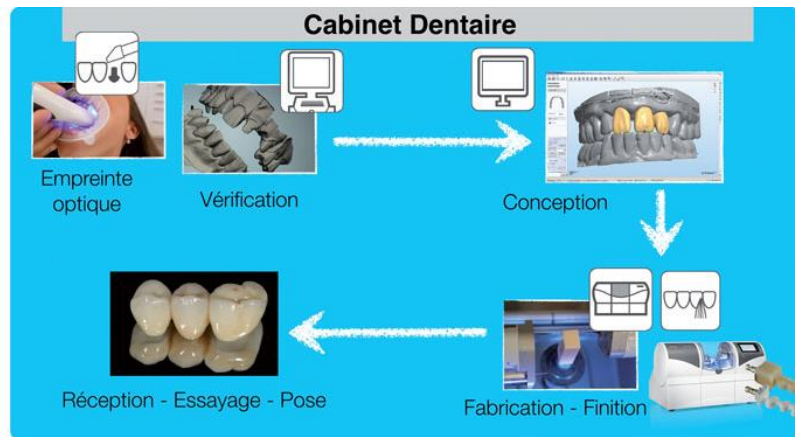 Cabinet Dentaire
Empreinte
optique
Vérification
Conception
Réception - Essayage - Pose
Fabrication - Finition